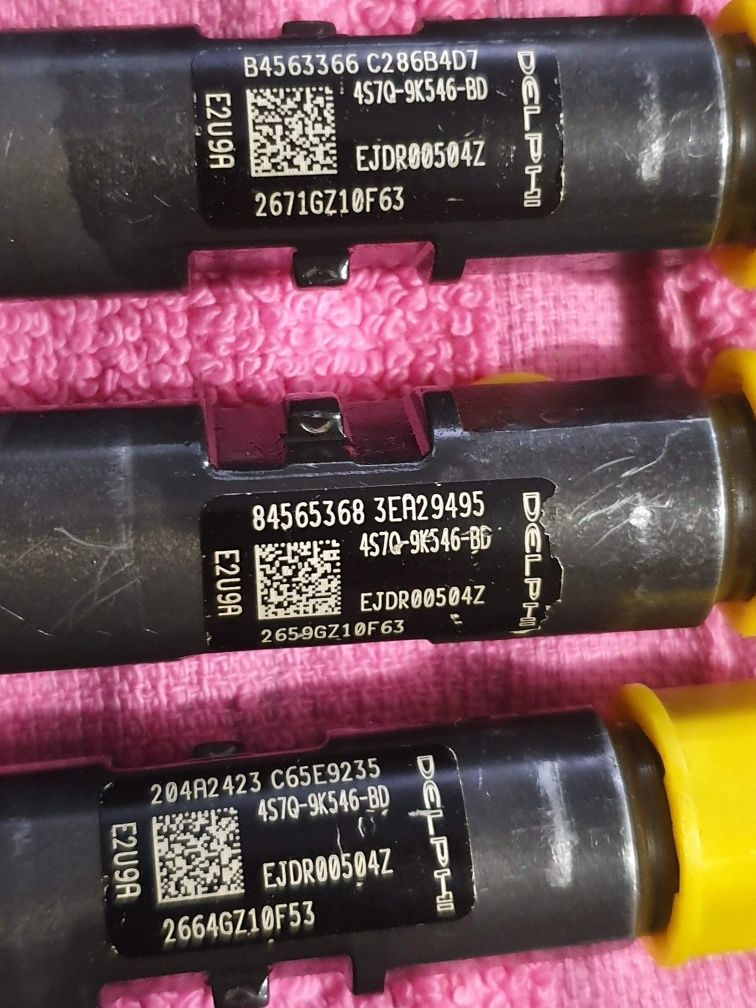 B4563366 C286B4D7
4S7Q-9K546-BD
E2U9A
EJDR00504Z
2671GZ10F63
DELPHI
84565368 3EA29495
4S7Q-9K546-BD
E2U9A
EJDR00504Z
2659GZ10F63
DELPHI
204A2423 C65E9235
4S7Q-9K546-BD
E2U9A
EJDR00504Z
2664GZ10F53
DELPHI